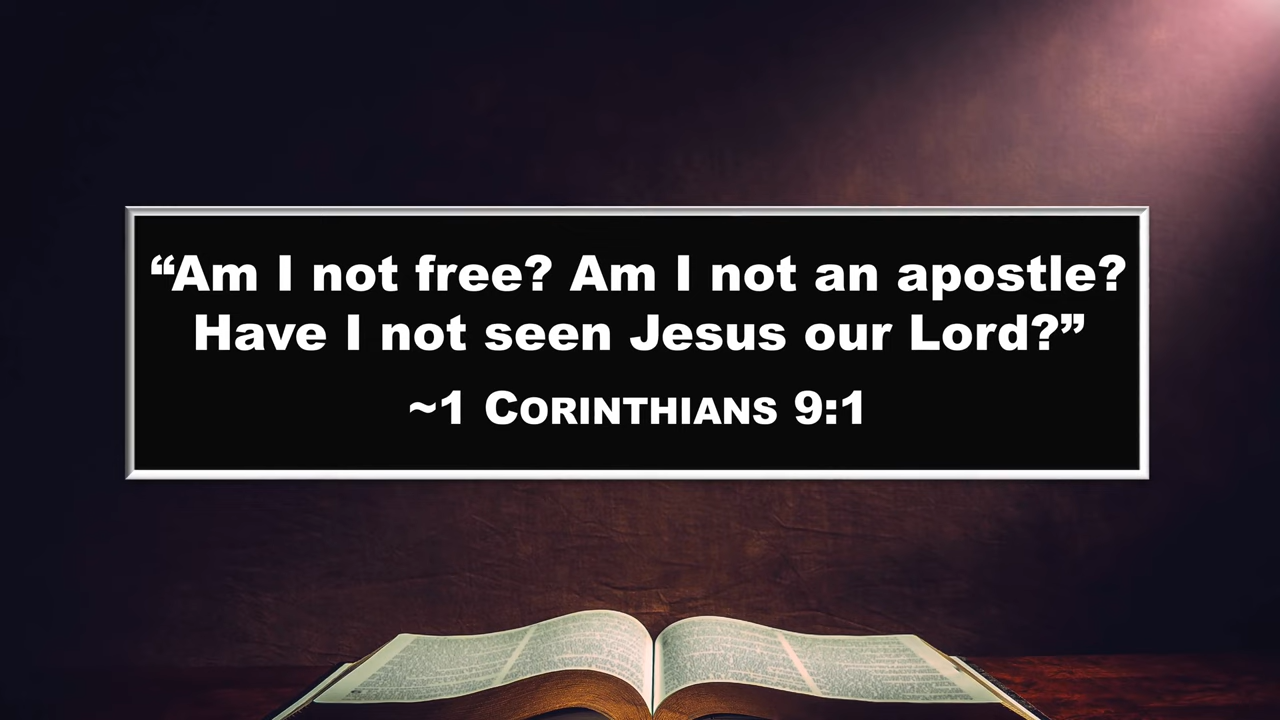 “Am I not free? Am I not an apostle?
Have I not seen Jesus our Lord?”
~1 Corinthians 9:1